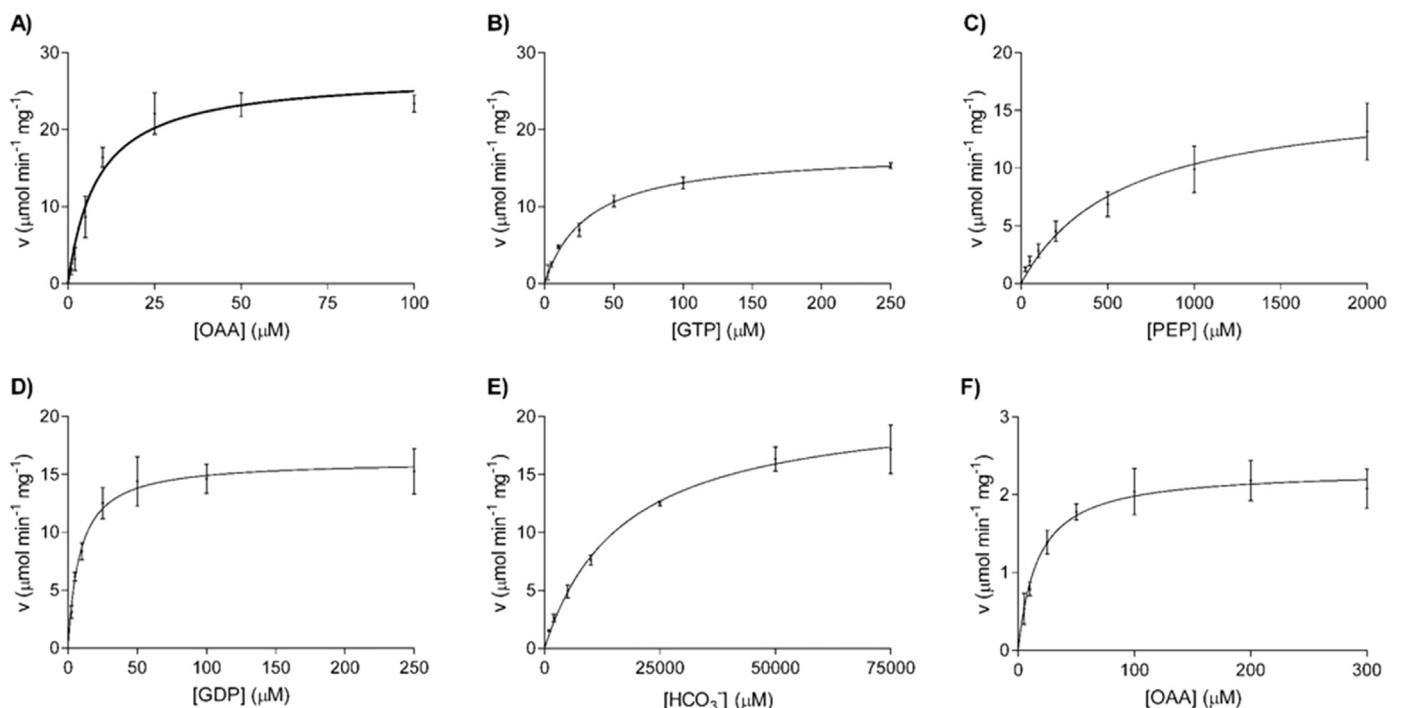 A)
B)
C)
30
20
10
0
v (μmol min⁻¹ mg⁻¹)
0 25 50 75 100
[OAA] (μM)
30
20
10
0
v (μmol min⁻¹ mg⁻¹)
0 50 100 150 200 250
[GTP] (μM)
20
15
10
5
0
v (μmol min⁻¹ mg⁻¹)
0 500 1000 1500 2000
[PEP] (μM)
D)
E)
F)
20
15
10
5
0
v (μmol min⁻¹ mg⁻¹)
0 50 100 150 200 250
[GDP] (μM)
20
15
10
5
0
v (μmol min⁻¹ mg⁻¹)
0 25000 50000 75000
[HCO₃⁻] (μM)
3
2
1
0
v (μmol min⁻¹ mg⁻¹)
0 100 200 300
[OAA] (μM)